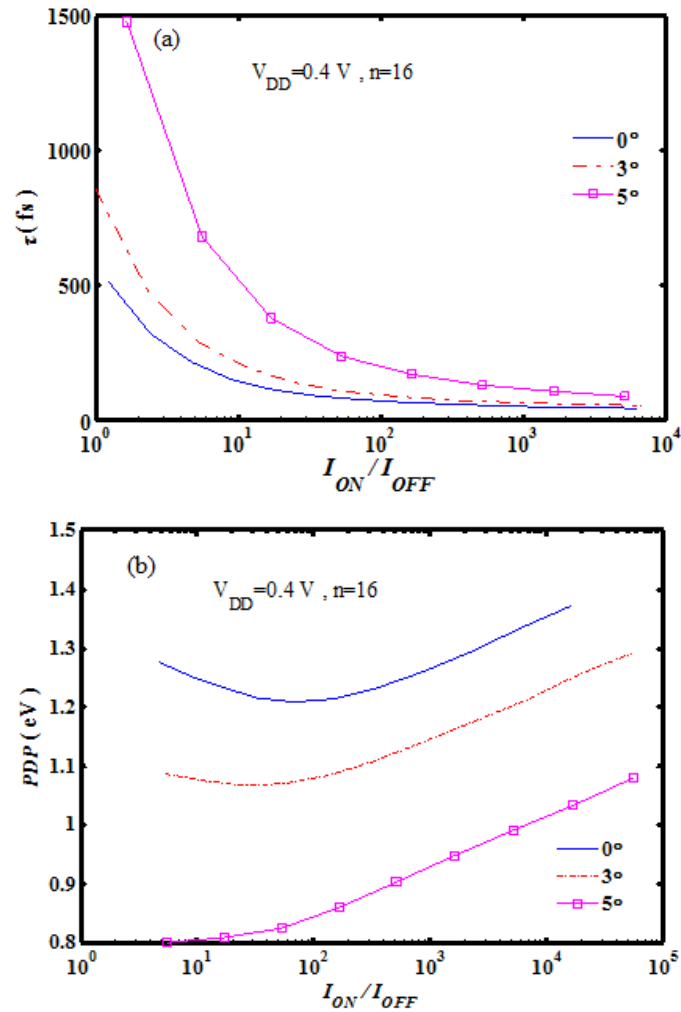 1500
(a)
V_DD=0.4 V , n=16
0°
3°
5°
1000
τ( fs )
500
0
10^0 10^1 10^2 10^3 10^4
I_ON / I_OFF
1.5
(b)
1.4
V_DD=0.4 V , n=16
1.3
1.2
PDP ( eV )
1.1
1
0°
3°
5°
0.9
0.8
10^0 10^1 10^2 10^3 10^4 10^5
I_ON / I_OFF